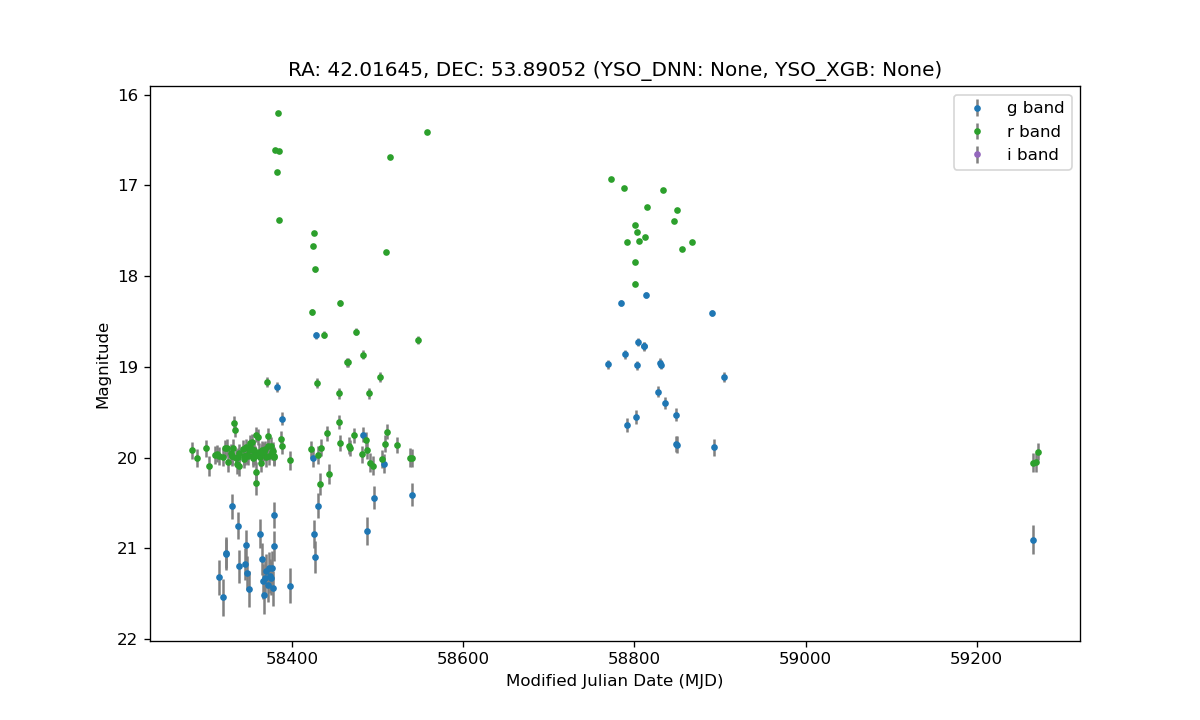 RA: 42.01645, DEC: 53.89052 (YSO_DNN: None, YSO_XGB: None)
g band
r band
i band
16
17
18
19
20
21
22
Magnitude
58400
58600
58800
59000
59200
Modified Julian Date (MJD)